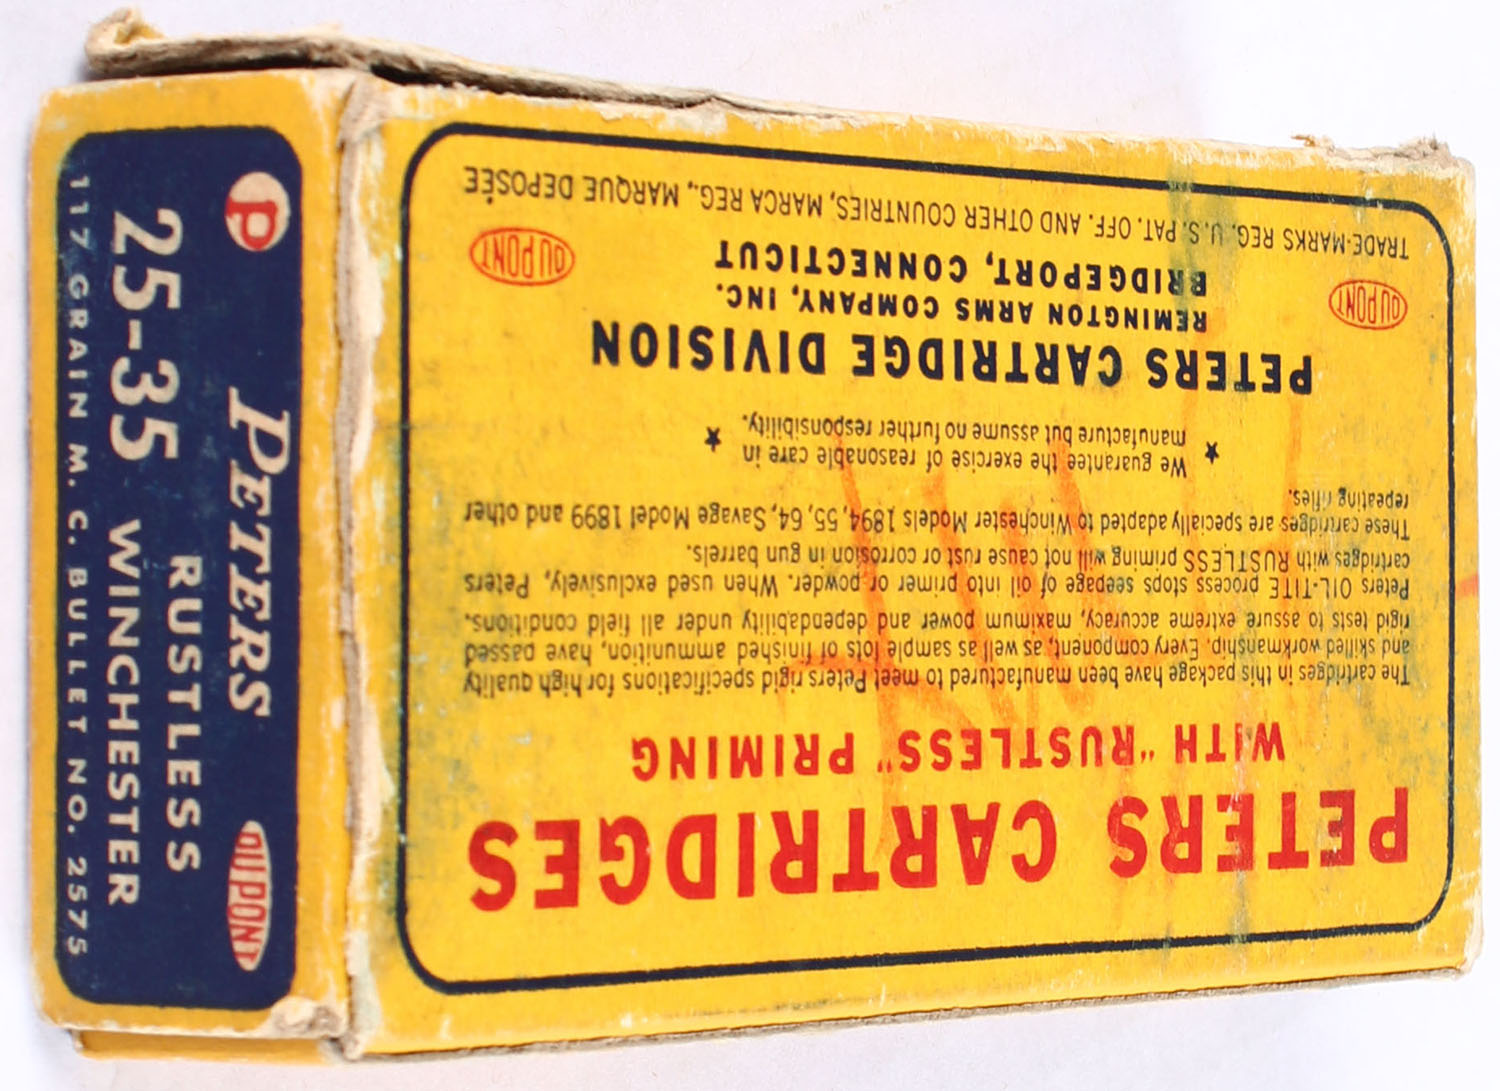 PETERS CARTRIDGES
WITH "RUSTLESS" PRIMING
The cartridges in this package have been manufactured to meet Peters rigid specifications for high quality
and skilled workmanship. Every component, as well as sample lots of finished ammunition, have passed
rigid tests to assure extreme accuracy, maximum power and dependability under all field conditions.
Peters OIL-TITE process stops seepage of oil into primer or powder. When used exclusively, Peters
cartridges with RUSTLESS priming will not cause rust or corrosion in gun barrels.
These cartridges are specially adapted to Winchester Models 1894, 55, 64, Savage Model 1899 and other
repeating rifles.
★ We guarantee the exercise of reasonable care in
manufacture but assume no further responsibility. ★
PETERS CARTRIDGE DIVISION
REMINGTON ARMS COMPANY, INC.
BRIDGEPORT, CONNECTICUT
DU PONT
DU PONT
TRADE-MARKS REG. U.S. PAT. OFF. AND OTHER COUNTRIES, MARCA REG., MARQUE DEPOSÉE
P PETERS DU PONT
RUSTLESS
25-35 WINCHESTER
117 GRAIN M. C. BULLET NO. 2575